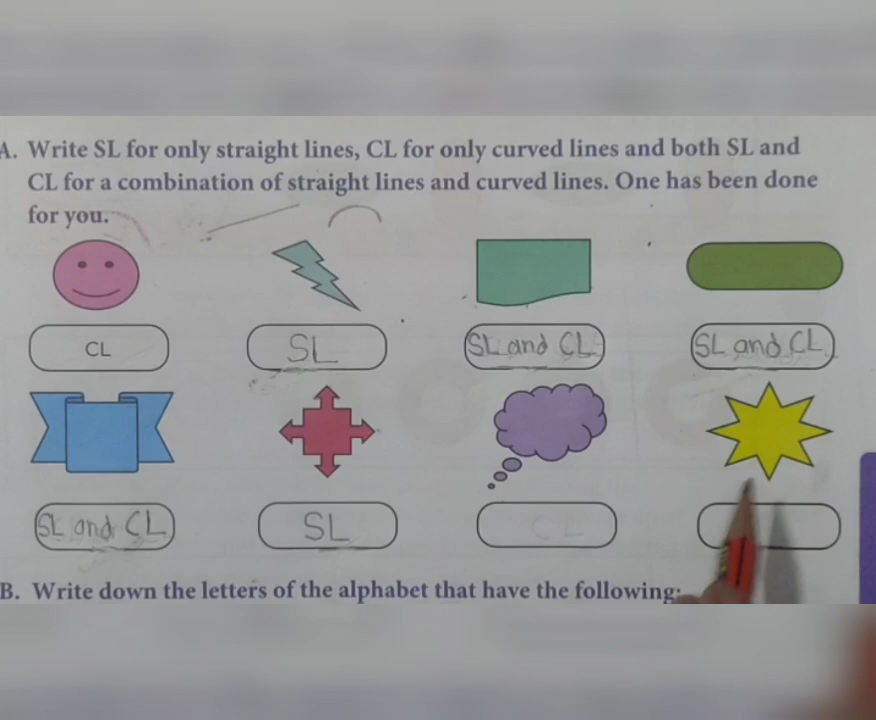 A. Write SL for only straight lines, CL for only curved lines and both SL and
CL for a combination of straight lines and curved lines. One has been done
for you.
CL
SL
SL and CL
SL and CL
SL and CL
SL
CL
B. Write down the letters of the alphabet that have the following: